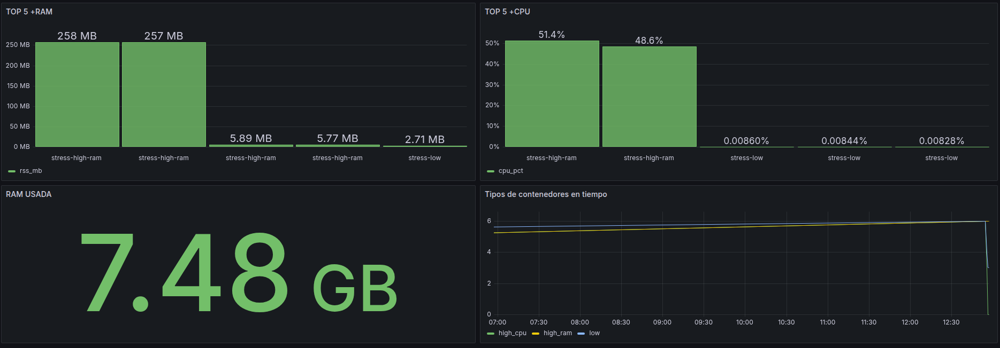 TOP 5 +RAM
258 MB
257 MB
250 MB
200 MB
150 MB
100 MB
50 MB
5.89 MB
5.77 MB
2.71 MB
0 MB
stress-high-ram
stress-high-ram
stress-high-ram
stress-high-ram
stress-low
rss_mb
TOP 5 +CPU
51.4%
48.6%
50%
40%
30%
20%
10%
0.00860%
0.00844%
0.00828%
0%
stress-high-ram
stress-high-ram
stress-low
stress-low
stress-low
cpu_pct
RAM USADA
7.48 GB
Tipos de contenedores en tiempo
6
4
2
0
07:00 07:30 08:00 08:30 09:00 09:30 10:00 10:30 11:00 11:30 12:00 12:30
high_cpu high_ram low